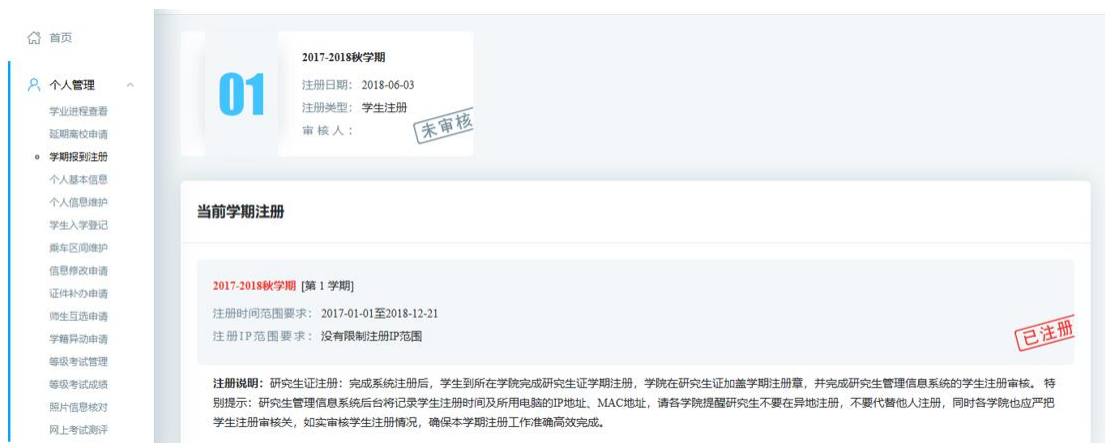 首页
个人管理
学业进程查看
延期离校申请
学期报到注册
个人基本信息
个人信息维护
学生入学登记
乘车区间维护
信息修改申请
证件补办申请
师生互选申请
学籍异动申请
等级考试管理
等级考试成绩
照片信息核对
网上考试测评
01
2017-2018秋学期
注册日期: 2018-06-03
注册类型: 学生注册
审 核 人 :
未审核
当前学期注册
2017-2018秋学期 [第 1 学期]
注册时间范围要求: 2017-01-01至2018-12-21
注册IP范围要求: 没有限制注册IP范围
已注册
注册说明：研究生证注册：完成系统注册后，学生到所在学院完成研究生证学期注册，学院在研究生证加盖学期注册章，并完成研究生管理信息系统的学生注册审核。 特
别提示：研究生管理信息系统后台将记录学生注册时间及所用电脑的IP地址、MAC地址，请各学院提醒研究生不要在异地注册，不要代替他人注册，同时各学院也应严把
学生注册审核关，如实审核学生注册情况，确保本学期注册工作准确高效完成。